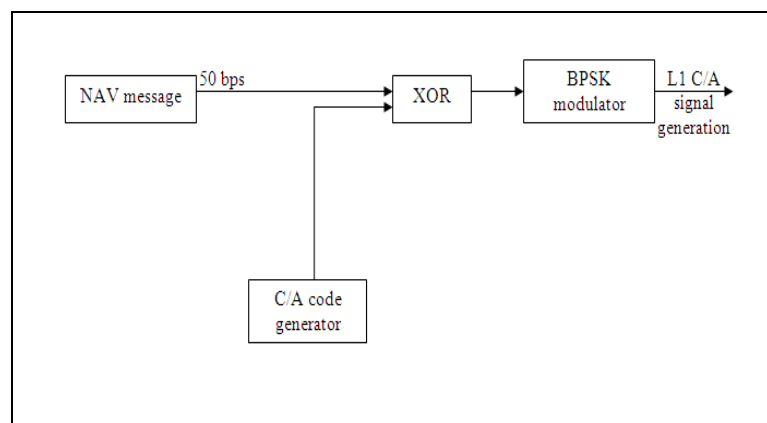 50 bps
NAV message
XOR
BPSK
modulator
L1 C/A
signal
generation
C/A code
generator